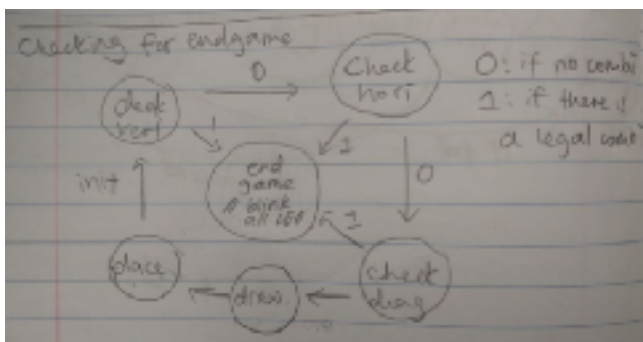 Checking for endgame
0
Check
hori
0: if no combi
1: if there is
a legal comb
check
vert
1
1
end
game
blink
all LED
0
init
1
place
draw
check
diag